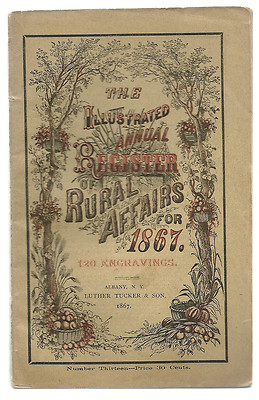 THE
ILLUSTRATED
ANNUAL
REGISTER
OF
RURAL
AFFAIRS
FOR
1867.
120 ENGRAVINGS.
ALBANY, N. Y.
LUTHER TUCKER & SON,
1867.
Number Thirteen—Price 30 Cents.